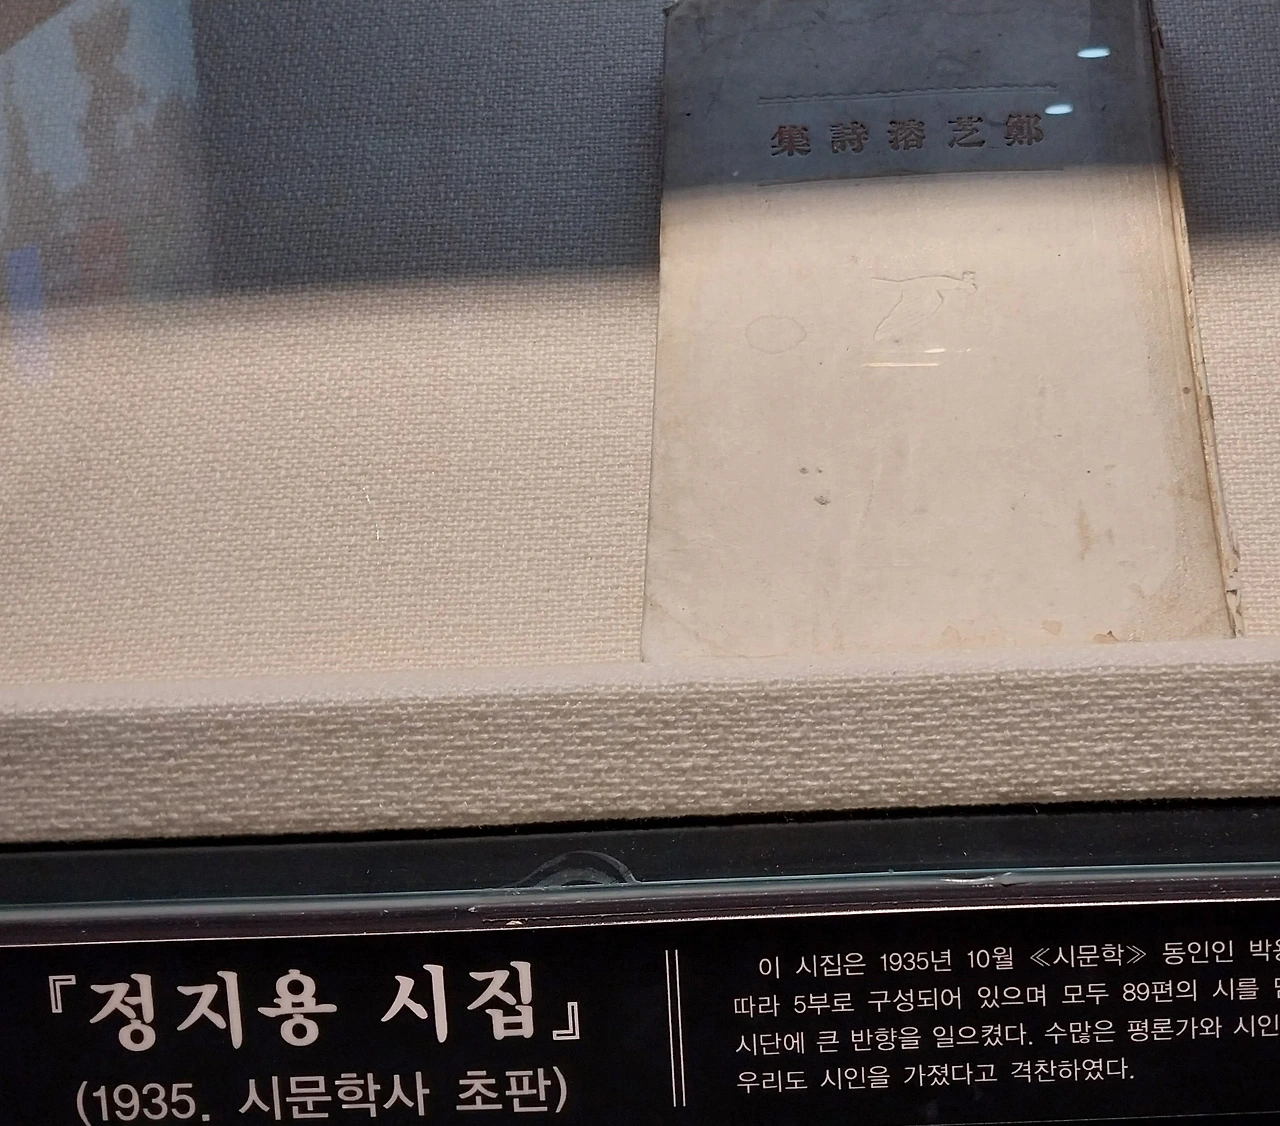 集詩溶芝鄭
『정지용 시집』
(1935. 시문학사 초판)
이 시집은 1935년 10월 ≪시문학≫ 동인인
따라 5부로 구성되어 있으며 모두 89편의 시를
시단에 큰 반향을 일으켰다. 수많은 평론가와 시인
우리도 시인을 가졌다고 격찬하였다.